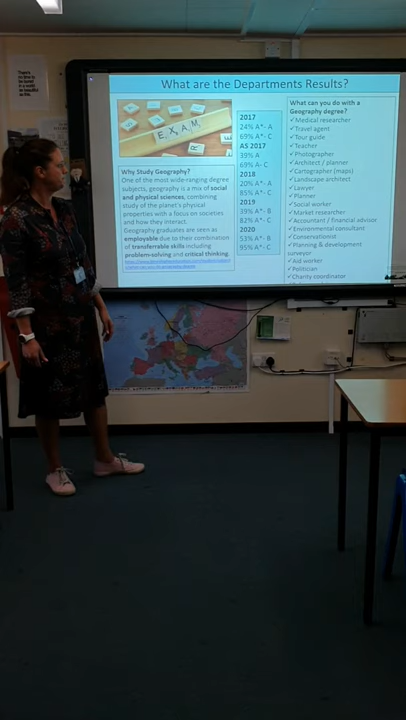 What are the Departments Results?
E X A M
Why Study Geography?
One of the most wide-ranging degree
subjects, geography is a mix of social
and physical sciences, combining
study of the planet's physical
properties with a focus on societies
and how they interact.
Geography graduates are seen as
employable due to their combination
of transferable skills including
problem-solving and critical thinking.
2017
24% A*- A
69% A*- C
AS 2017
39% A
69% A- C
2018
20% A*- A
85% A*- C
2019
39% A*- B
82% A*- C
2020
53% A*- B
95% A*- C
What can you do with a
Geography degree?
✓Medical researcher
✓Travel agent
✓Tour guide
✓Teacher
✓Photographer
✓Architect / planner
✓Cartographer (maps)
✓Landscape architect
✓Lawyer
✓Planner
✓Social worker
✓Market researcher
✓Accountant / financial advisor
✓Environmental consultant
✓Conservationist
✓Planning & development
surveyor
✓Aid worker
✓Politician
✓Charity coordinator